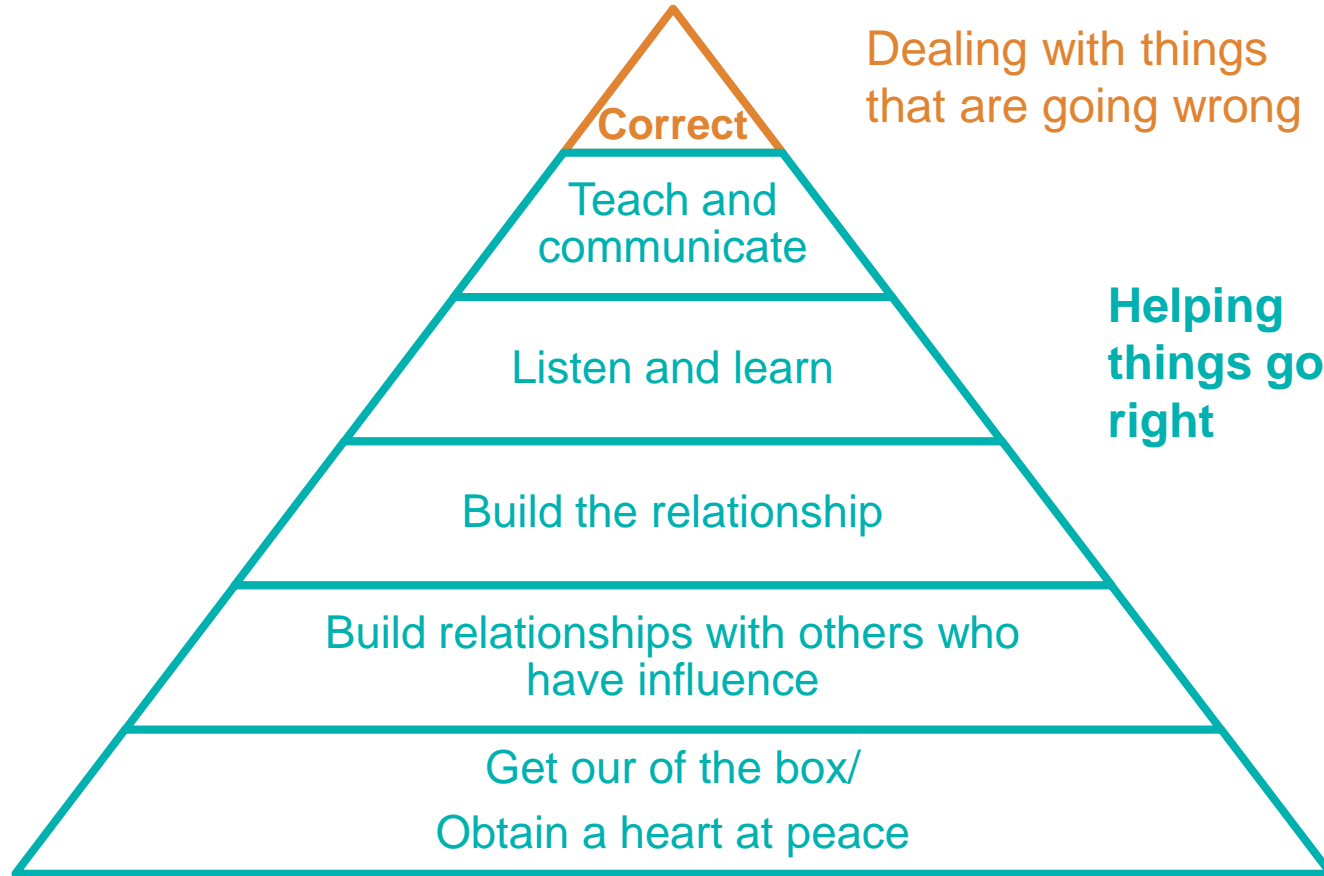 Dealing with things
that are going wrong
Correct
Teach and
communicate
Helping
things go
right
Listen and learn
Build the relationship
Build relationships with others who
have influence
Get our of the box/
Obtain a heart at peace